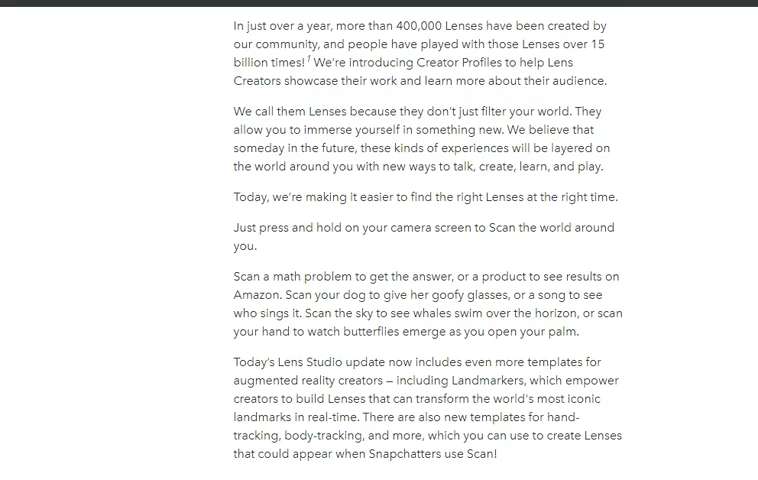 In just over a year, more than 400,000 Lenses have been created by
our community, and people have played with those Lenses over 15
billion times! We're introducing Creator Profiles to help Lens
Creators showcase their work and learn more about their audience.
We call them Lenses because they don't just filter your world. They
allow you to immerse yourself in something new. We believe that
someday in the future, these kinds of experiences will be layered on
the world around you with new ways to talk, create, learn, and play.
Today, we're making it easier to find the right Lenses at the right time.
Just press and hold on your camera screen to Scan the world around
you.
Scan a math problem to get the answer, or a product to see results on
Amazon. Scan your dog to give her goofy glasses, or a song to see
who sings it. Scan the sky to see whales swim over the horizon, or scan
your hand to watch butterflies emerge as you open your palm.
Today's Lens Studio update now includes even more templates for
augmented reality creators – including Landmarkers, which empower
creators to build Lenses that can transform the world's most iconic
landmarks in real-time. There are also new templates for hand-
tracking, body-tracking, and more, which you can use to create Lenses
that could appear when Snapchatters use Scan!